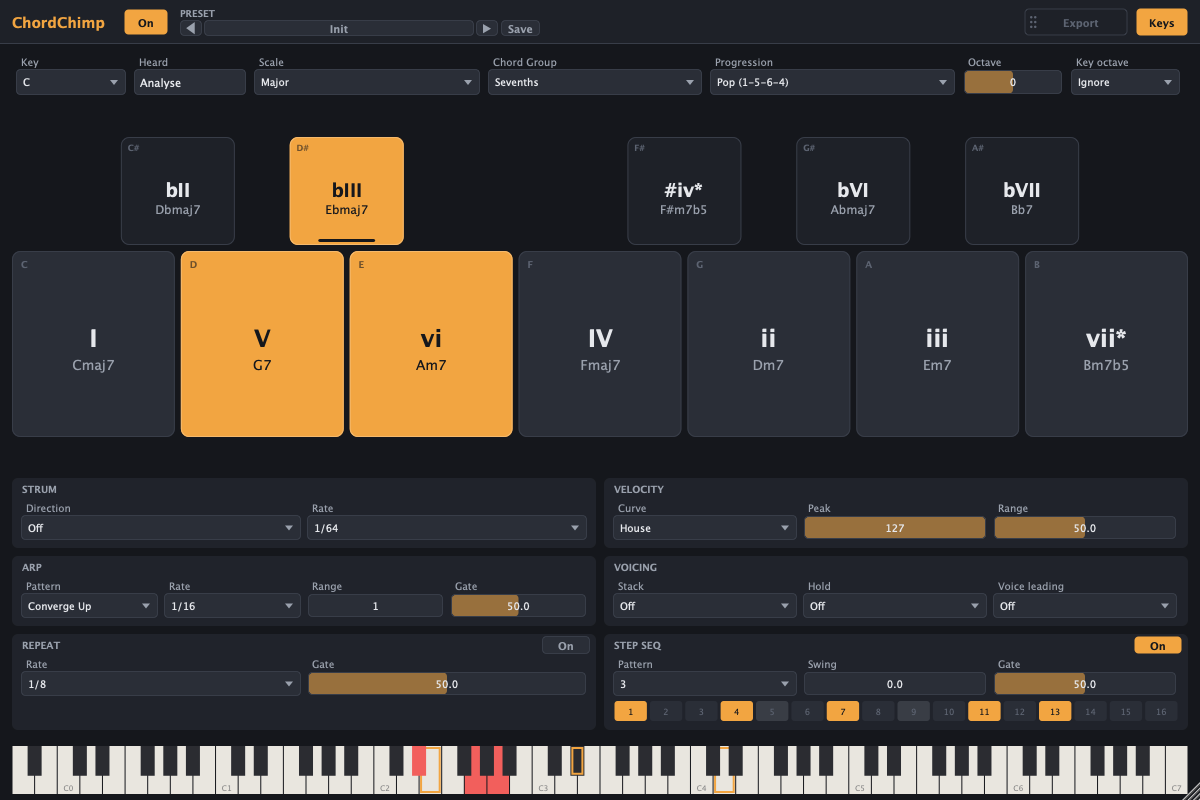 ChordChimp
On
PRESET
Init
Save
Export
Keys
Key
Heard
Scale
Chord Group
Progression
Octave
Key octave
C
Analyse
Major
Sevenths
Pop (1-5-6-4)
0
Ignore
C#
bII
Dbmaj7
D#
bIII
Ebmaj7
F#
#iv*
F#m7b5
G#
bVI
Abmaj7
A#
bVII
Bb7
C
I
Cmaj7
D
V
G7
E
vi
Am7
F
IV
Fmaj7
G
ii
Dm7
A
iii
Em7
B
vii*
Bm7b5
STRUM
Direction
Rate
Off
1/64
VELOCITY
Curve
Peak
Range
House
127
50.0
ARP
Pattern
Rate
Range
Gate
Converge Up
1/16
1
50.0
VOICING
Stack
Hold
Voice leading
Off
Off
Off
REPEAT
On
Rate
Gate
1/8
50.0
STEP SEQ
On
Pattern
Swing
Gate
3
0.0
50.0
1 2 3 4 5 6 7 8 9 10 11 12 13 14 15 16
C0 C1 C2 C3 C4 C5 C6 C7